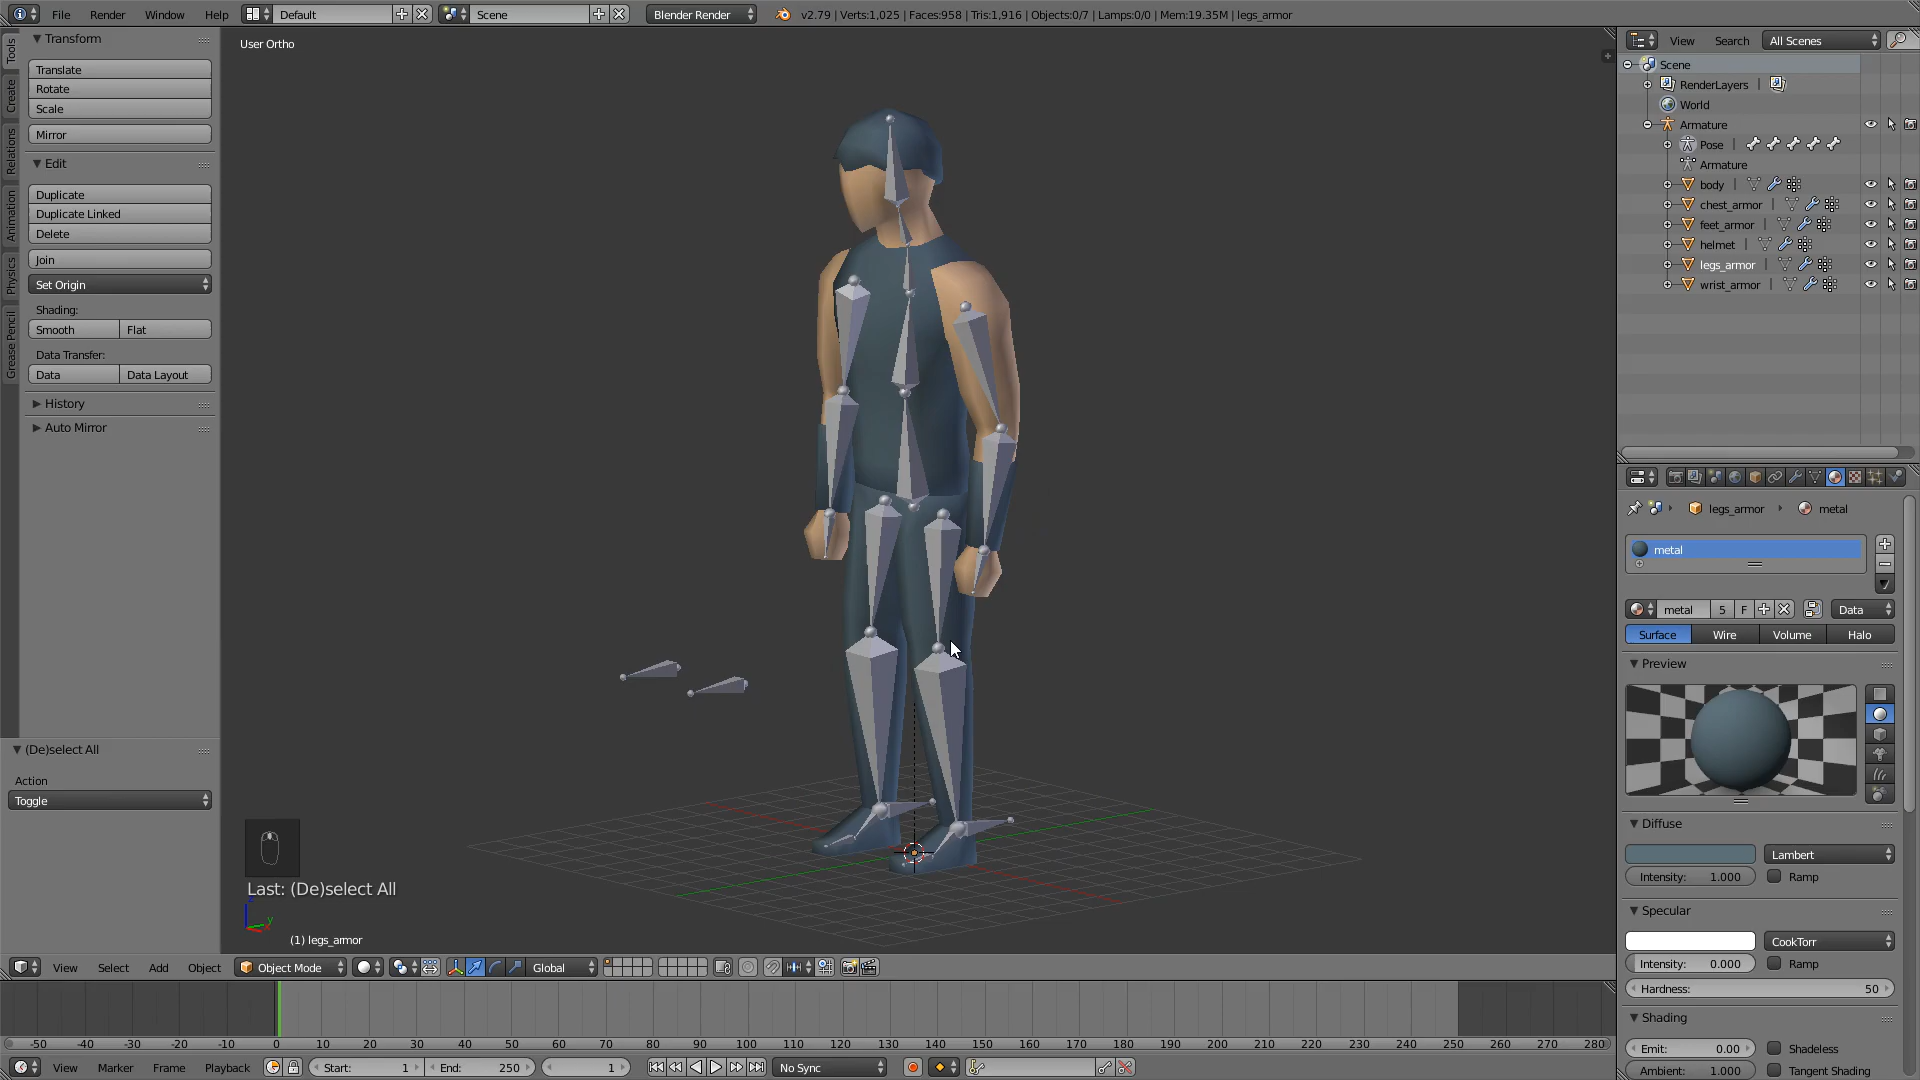 File Render Window Help Default Scene Blender Render v2.79 | Verts:1,025 | Faces:958 | Tris:1,916 | Objects:0/7 | Lamps:0/0 | Mem:19.35M | legs_armor
Tools
Create
Relations
Animation
Physics
Grease Pencil
Transform
Translate
Rotate
Scale
Mirror
Edit
Duplicate
Duplicate Linked
Delete
Join
Set Origin
Shading:
Smooth Flat
Data Transfer:
Data Data Layout
History
Auto Mirror
(De)select All
Action
Toggle
User Ortho
Last: (De)select All
y
(1) legs_armor
View Select Add Object Object Mode Global
-50 -40 -30 -20 -10 0 10 20 30 40 50 60 70 80 90 100 110 120 130 140 150 160 170 180 190 200 210 220 230 240 250 260 270 280
View Marker Frame Playback Start: 1 End: 250 1 No Sync
View Search All Scenes
Scene
RenderLayers |
World
Armature
Pose |
Armature
body |
chest_armor |
feet_armor |
helmet |
legs_armor |
wrist_armor |
legs_armor metal
metal
metal 5 F Data
Surface Wire Volume Halo
Preview
Diffuse
Lambert
Intensity: 1.000 Ramp
Specular
CookTorr
Intensity: 0.000 Ramp
Hardness: 50
Shading
Emit: 0.00 Shadeless
Ambient: 1.000 Tangent Shading